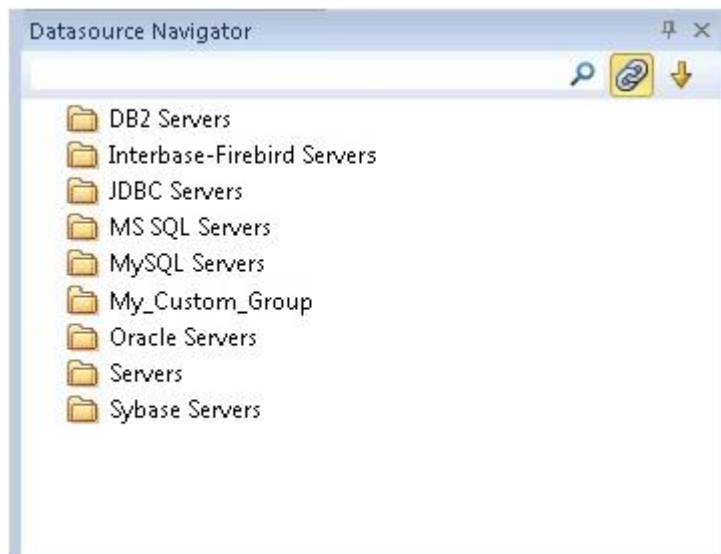 Datasource Navigator
DB2 Servers
Interbase-Firebird Servers
JDBC Servers
MS SQL Servers
MySQL Servers
My_Custom_Group
Oracle Servers
Servers
Sybase Servers